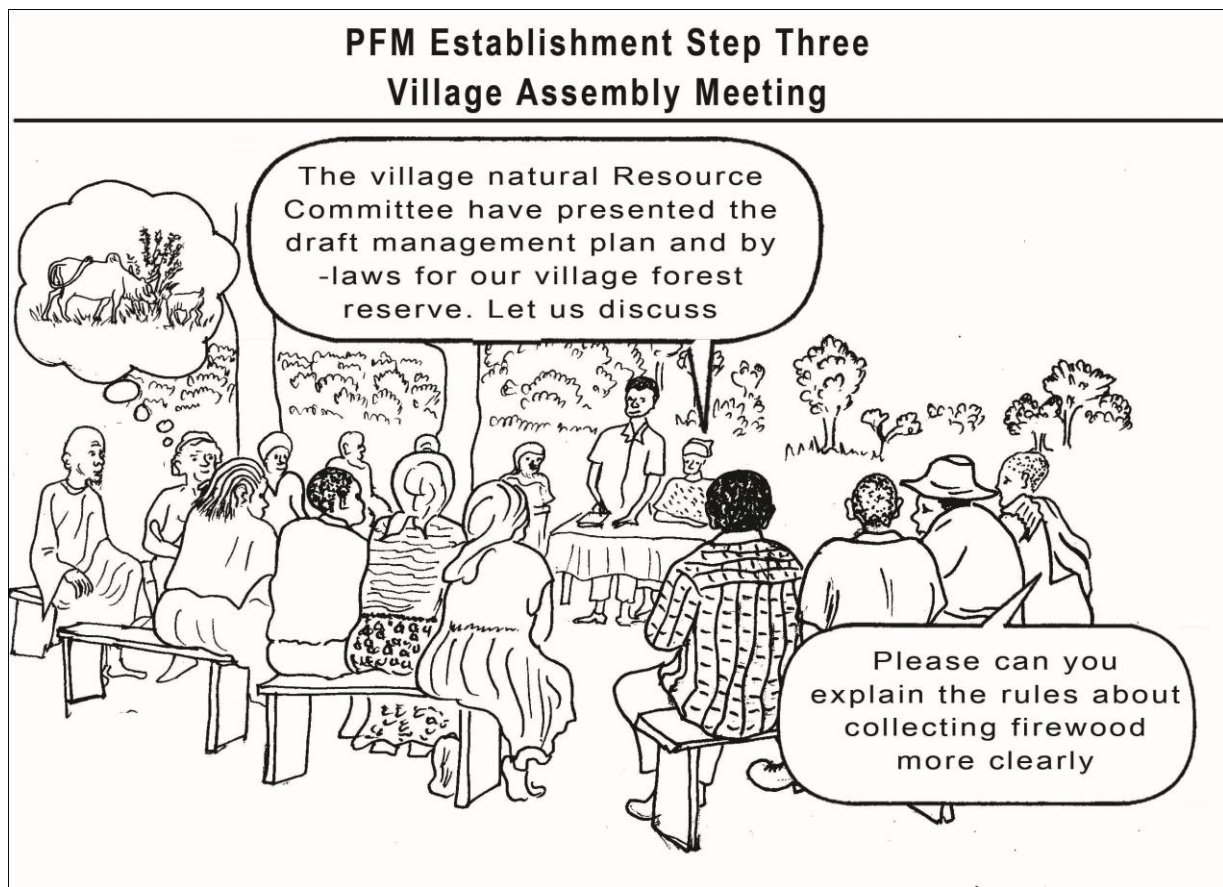 PFM Establishment Step Three
Village Assembly Meeting
The village natural Resource
Committee have presented the
draft management plan and by
-laws for our village forest
reserve. Let us discuss
Please can you
explain the rules about
collecting firewood
more clearly